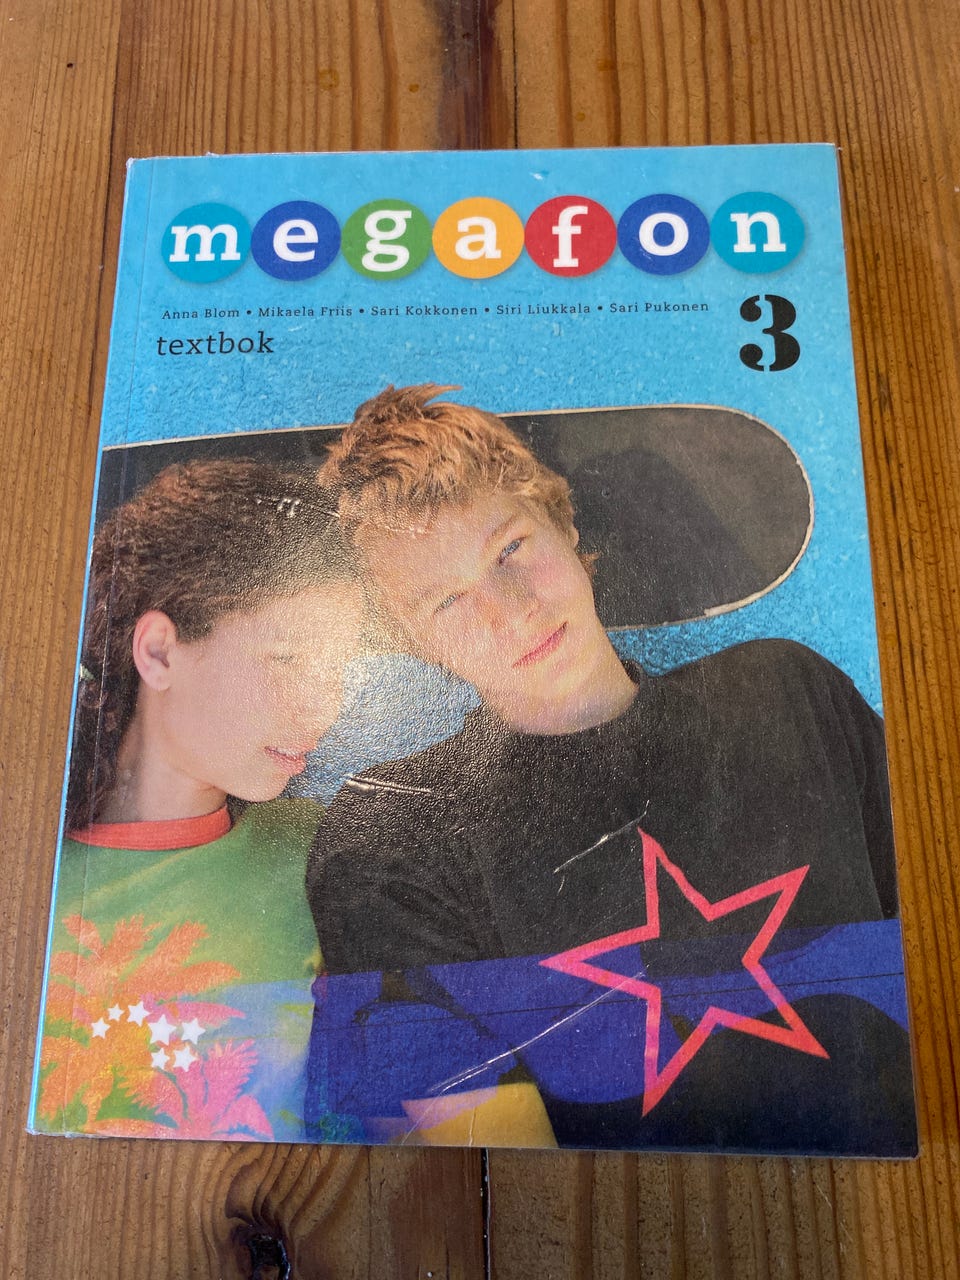 megafon
Anna Blom • Mikaela Friis • Sari Kokkonen • Siri Liukkala • Sari Pukonen
3
textbok